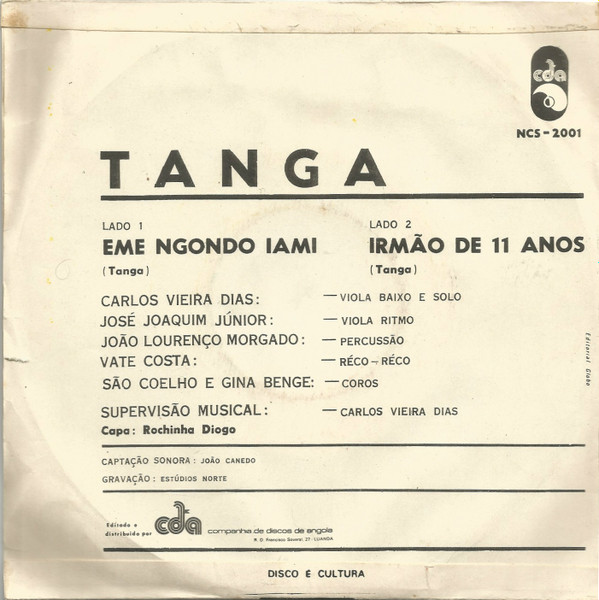 cda
NCS-2001
TANGA
LADO 1
EME NGONDO IAMI
(Tanga)
LADO 2
IRMÃO DE 11 ANOS
(Tanga)
CARLOS VIEIRA DIAS: — VIOLA BAIXO E SOLO
JOSÉ JOAQUIM JÚNIOR: — VIOLA RITMO
JOÃO LOURENÇO MORGADO: — PERCUSSÃO
VATE COSTA: — RÉCO-RÉCO
SÃO COELHO E GINA BENGE: — COROS
SUPERVISÃO MUSICAL: — CARLOS VIEIRA DIAS
Capa: Rochinha Diogo
Editorial Globo
CAPTAÇÃO SONORA: JOÃO CANEDO
GRAVAÇÃO: ESTÚDIOS NORTE
Editado e
distribuido por
cda
companhia de discos de angola
LUANDA
DISCO É CULTURA